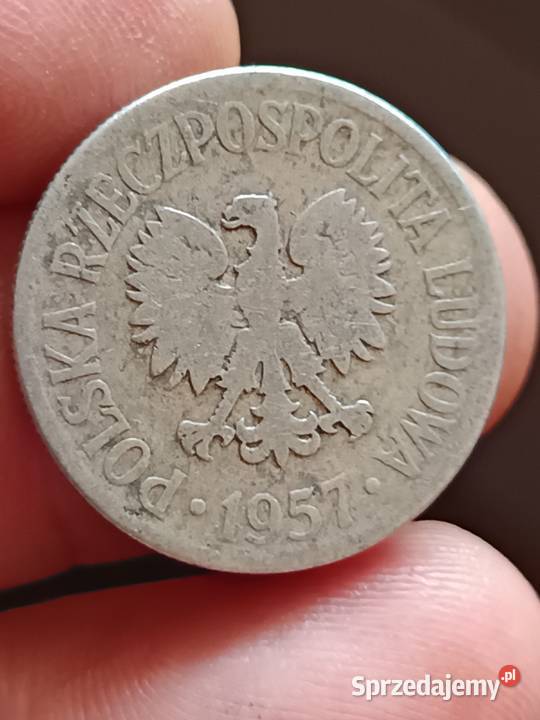 POLSKA RZECZPOSPOLITA LUDOWA
· 1957 ·
Sprzedajemy.pl